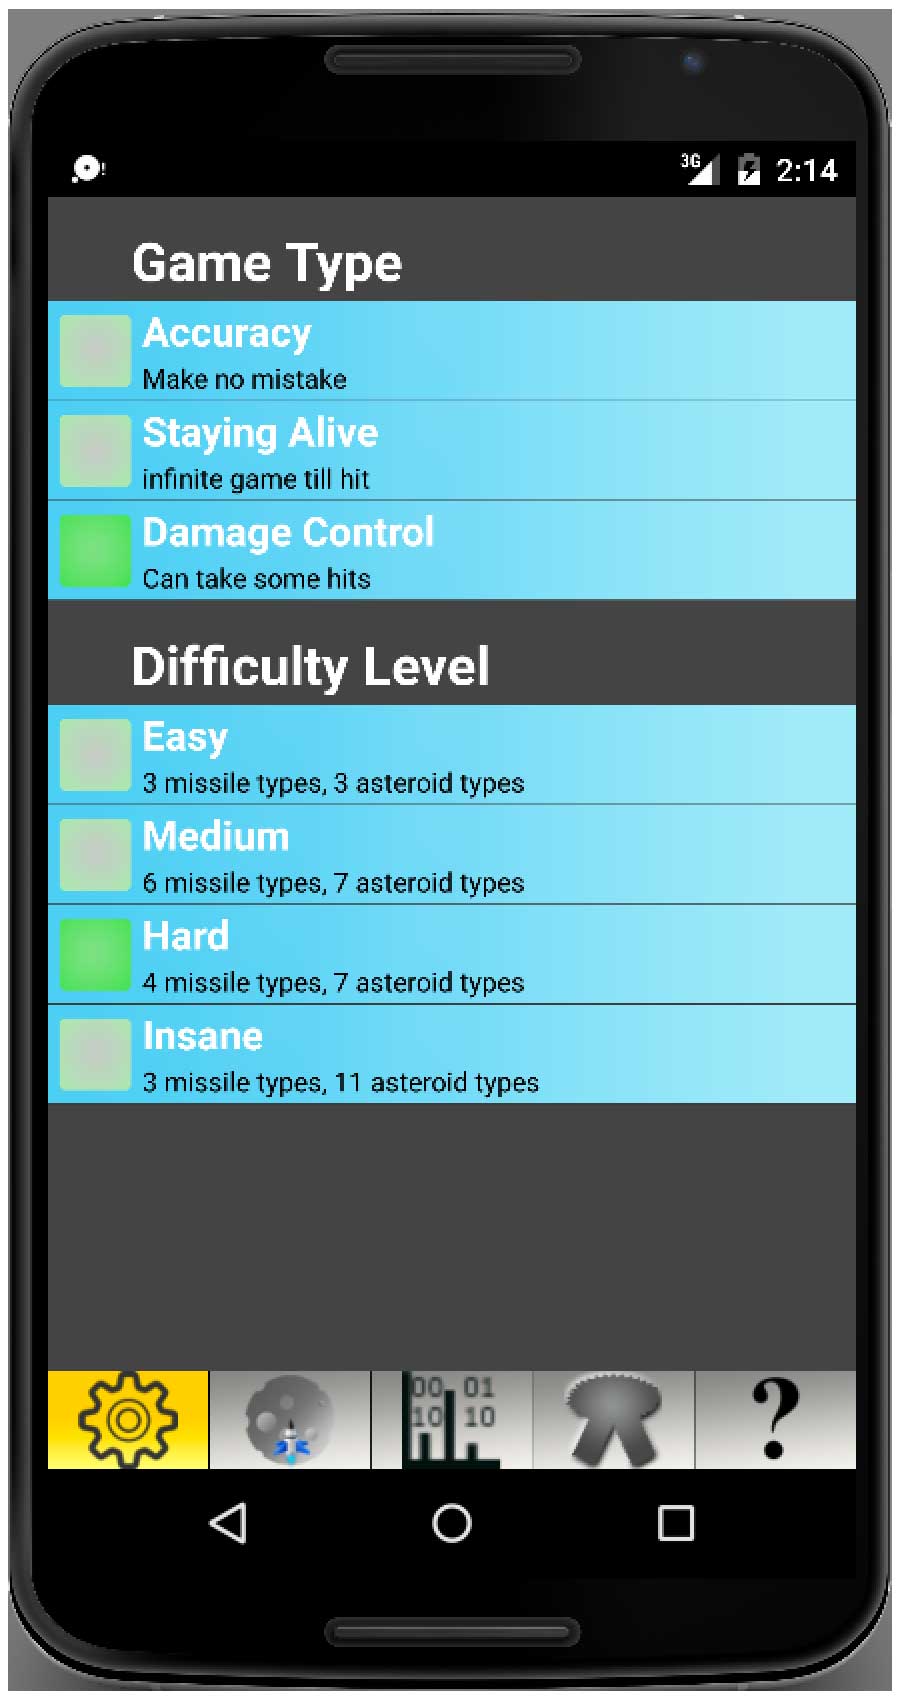 3G 2:14
Game Type
Accuracy
Make no mistake
Staying Alive
infinite game till hit
Damage Control
Can take some hits
Difficulty Level
Easy
3 missile types, 3 asteroid types
Medium
6 missile types, 7 asteroid types
Hard
4 missile types, 7 asteroid types
Insane
3 missile types, 11 asteroid types
00 01
10 10
?